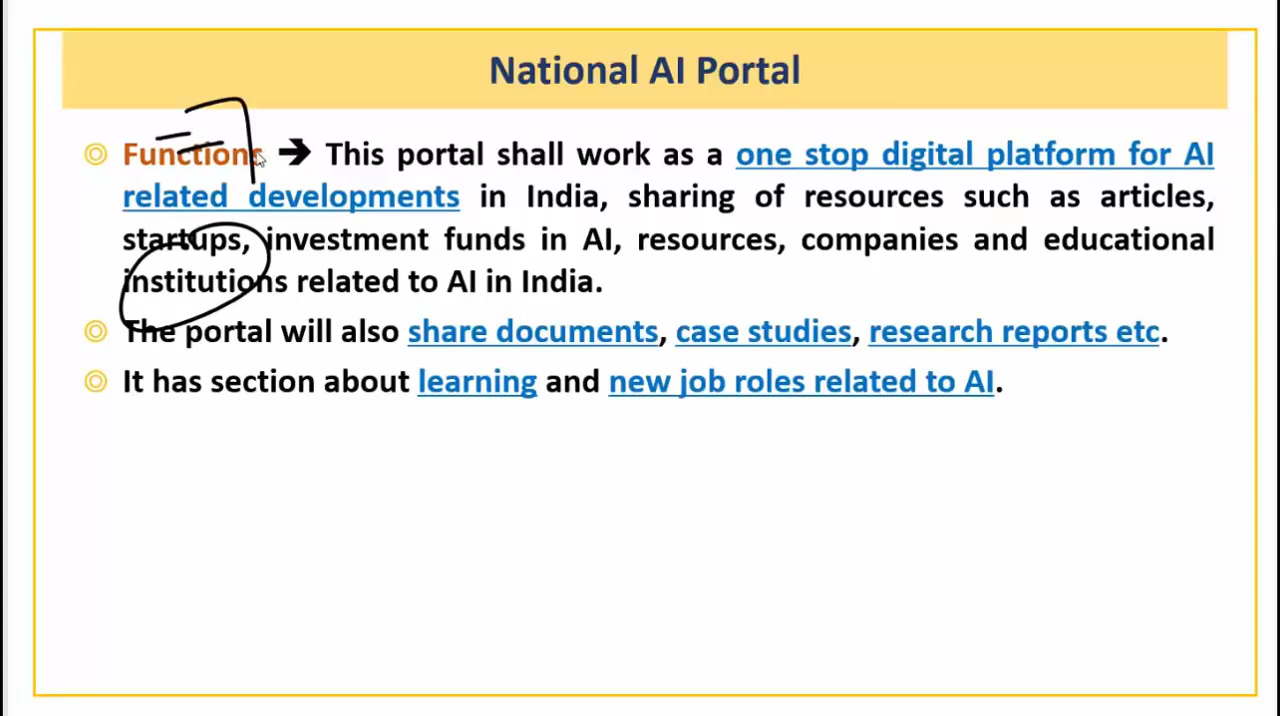 National AI Portal
Functions ➔ This portal shall work as a one stop digital platform for AI
related developments in India, sharing of resources such as articles,
startups, investment funds in AI, resources, companies and educational
institutions related to AI in India.
The portal will also share documents, case studies, research reports etc.
It has section about learning and new job roles related to AI.